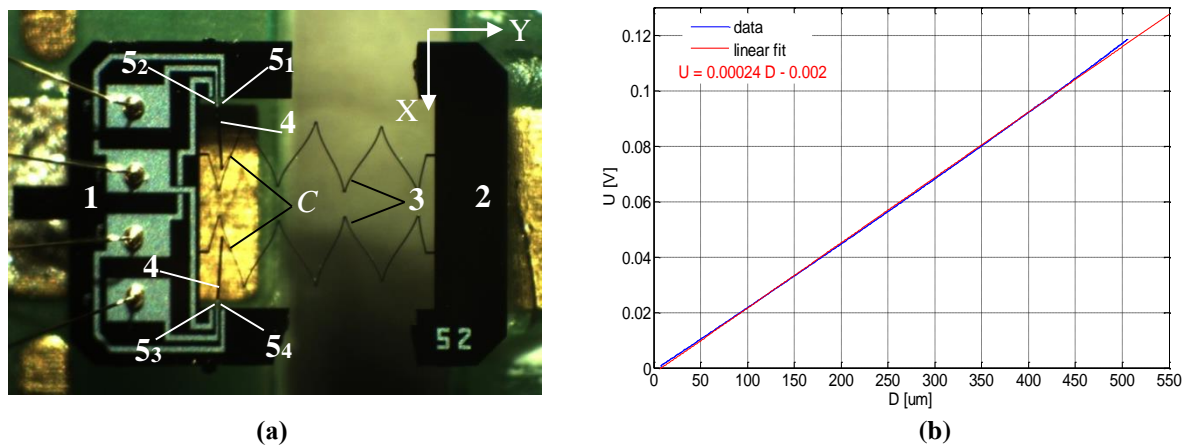 5₂
5₁
Y
X
4
1
C
3
2
4
5₃
5₄
52
(a)
data
linear fit
U = 0.00024 D - 0.002
0.12
0.1
0.08
0.06
0.04
0.02
0
U [V]
0 50 100 150 200 250 300 350 400 450 500 550
D [um]
(b)